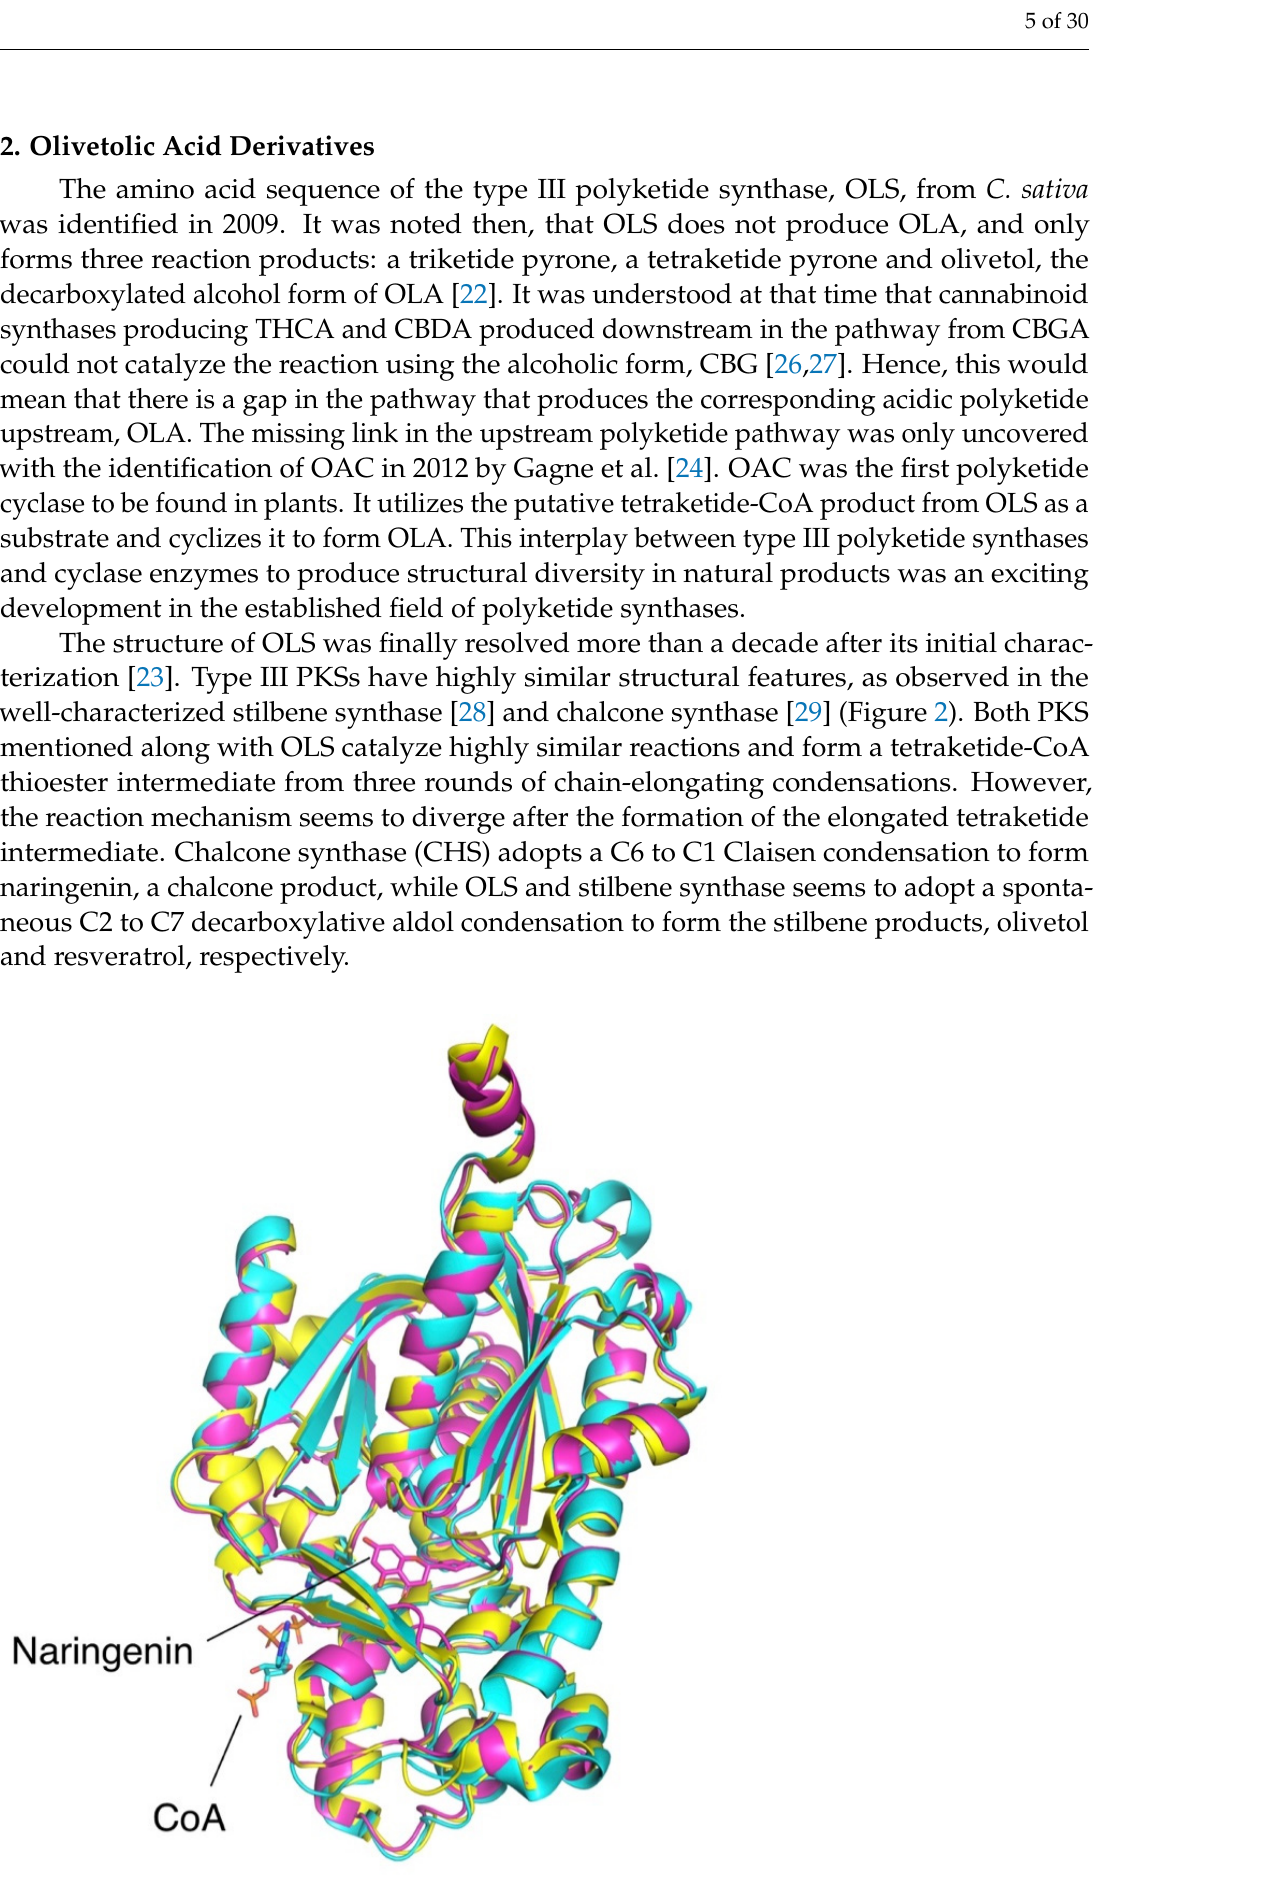 5 of 30
2. Olivetolic Acid Derivatives
The amino acid sequence of the type III polyketide synthase, OLS, from C. sativa
was identified in 2009. It was noted then, that OLS does not produce OLA, and only
forms three reaction products: a triketide pyrone, a tetraketide pyrone and olivetol, the
decarboxylated alcohol form of OLA [22]. It was understood at that time that cannabinoid
synthases producing THCA and CBDA produced downstream in the pathway from CBGA
could not catalyze the reaction using the alcoholic form, CBG [26,27]. Hence, this would
mean that there is a gap in the pathway that produces the corresponding acidic polyketide
upstream, OLA. The missing link in the upstream polyketide pathway was only uncovered
with the identification of OAC in 2012 by Gagne et al. [24]. OAC was the first polyketide
cyclase to be found in plants. It utilizes the putative tetraketide-CoA product from OLS as a
substrate and cyclizes it to form OLA. This interplay between type III polyketide synthases
and cyclase enzymes to produce structural diversity in natural products was an exciting
development in the established field of polyketide synthases.
The structure of OLS was finally resolved more than a decade after its initial charac-
terization [23]. Type III PKSs have highly similar structural features, as observed in the
well-characterized stilbene synthase [28] and chalcone synthase [29] (Figure 2). Both PKS
mentioned along with OLS catalyze highly similar reactions and form a tetraketide-CoA
thioester intermediate from three rounds of chain-elongating condensations. However,
the reaction mechanism seems to diverge after the formation of the elongated tetraketide
intermediate. Chalcone synthase (CHS) adopts a C6 to C1 Claisen condensation to form
naringenin, a chalcone product, while OLS and stilbene synthase seems to adopt a sponta-
neous C2 to C7 decarboxylative aldol condensation to form the stilbene products, olivetol
and resveratrol, respectively.
Naringenin
CoA